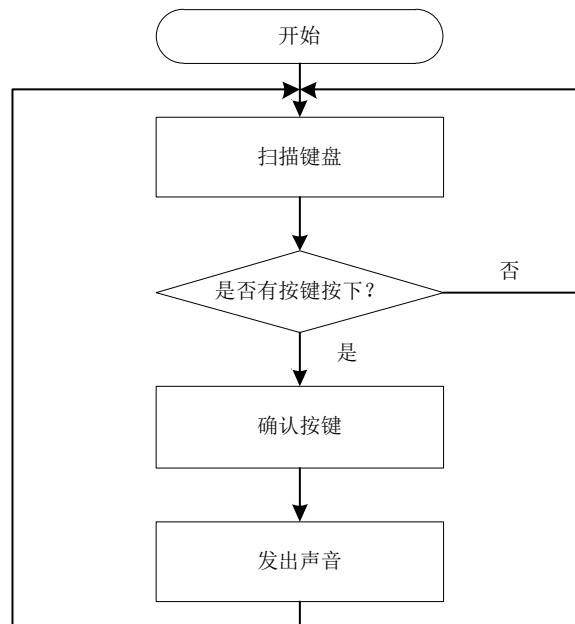 开始
扫描键盘
是否有按键按下？
否
是
确认按键
发出声音